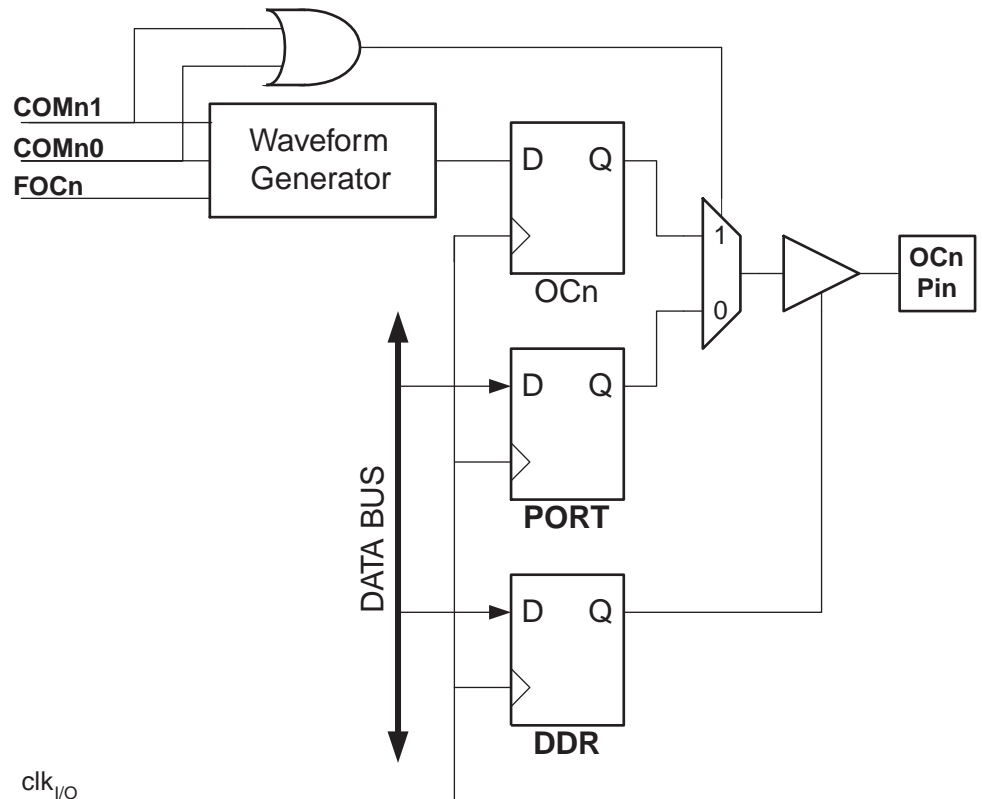 COMn1
COMn0
FOCn
Waveform
Generator
D Q
OCn
1
0
OCn
Pin
D Q
PORT
DATA BUS
D Q
DDR
clkI/O